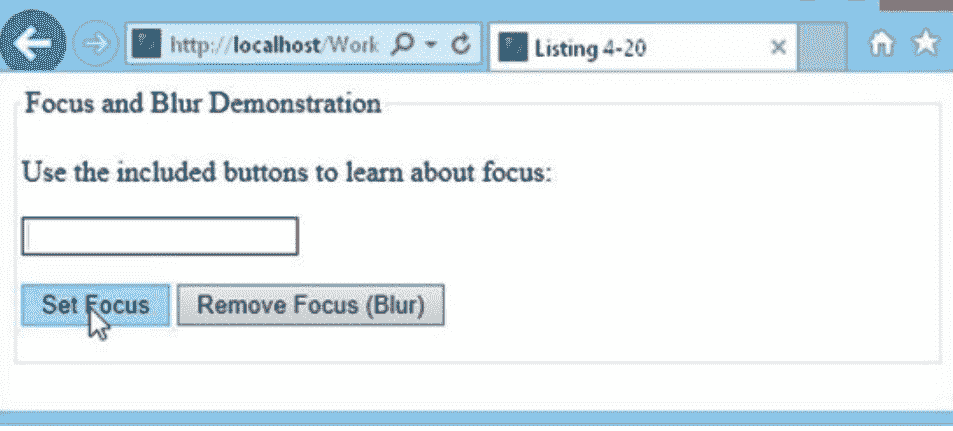 http://localhost/Work
Listing 4-20
Focus and Blur Demonstration
Use the included buttons to learn about focus:
Set Focus Remove Focus (Blur)